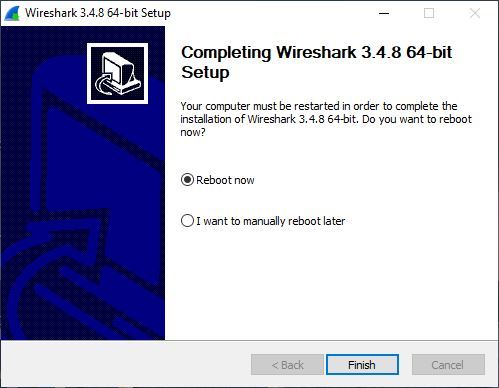 Wireshark 3.4.8 64-bit Setup
Completing Wireshark 3.4.8 64-bit
Setup
Your computer must be restarted in order to complete the
installation of Wireshark 3.4.8 64-bit. Do you want to reboot
now?
Reboot now
I want to manually reboot later
< Back
Finish
Cancel